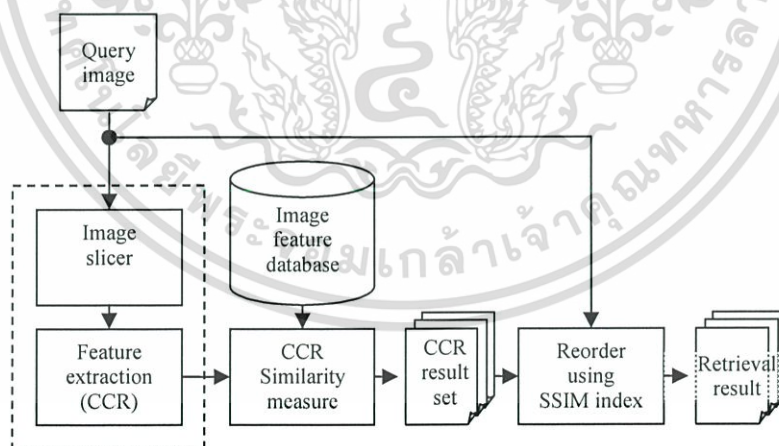 Query
image
Image
slicer
Image
feature
database
Feature
extraction
(CCR)
CCR
Similarity
measure
CCR
result
set
Reorder
using
SSIM index
Retrieval
result